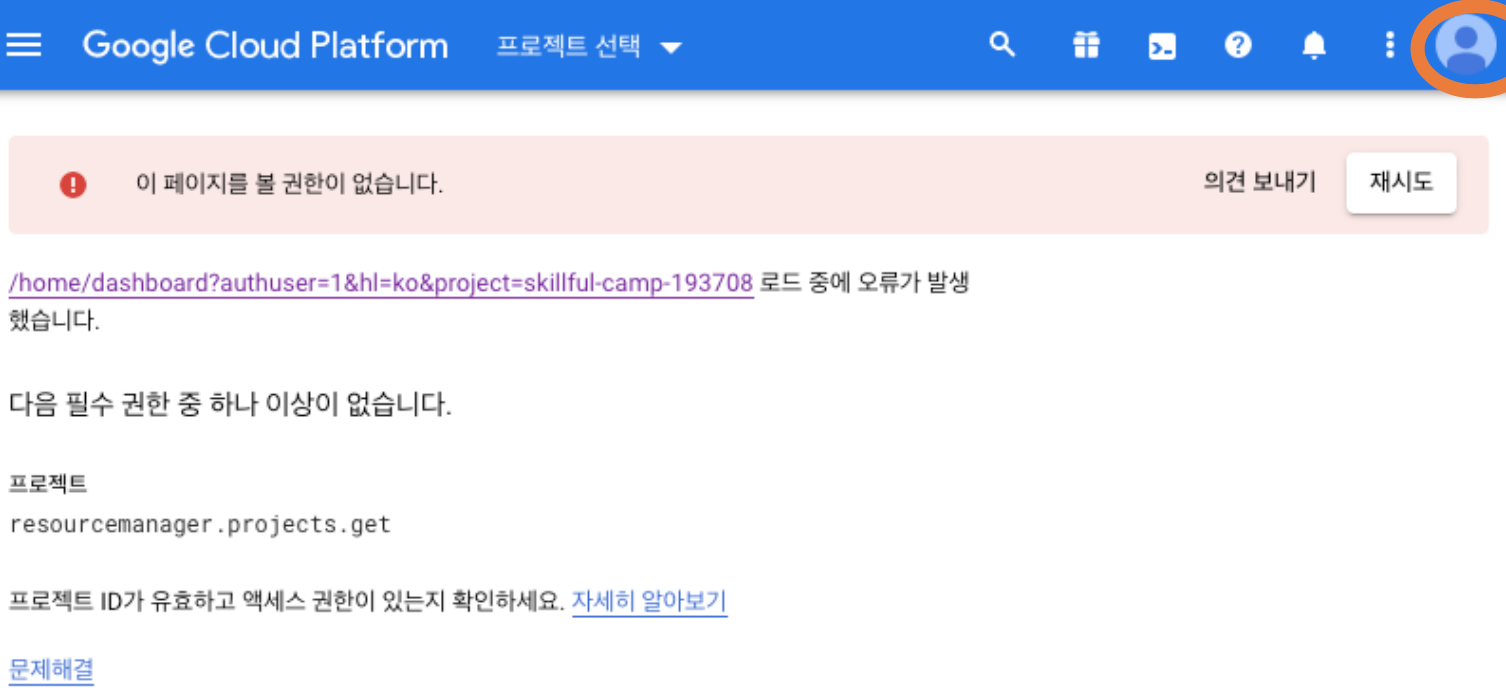 Google Cloud Platform 프로젝트 선택
이 페이지를 볼 권한이 없습니다. 의견 보내기 재시도
/home/dashboard?authuser=1&hl=ko&project=skillful-camp-193708 로드 중에 오류가 발생
했습니다.
다음 필수 권한 중 하나 이상이 없습니다.
프로젝트
resourcemanager.projects.get
프로젝트 ID가 유효하고 액세스 권한이 있는지 확인하세요. 자세히 알아보기
문제해결